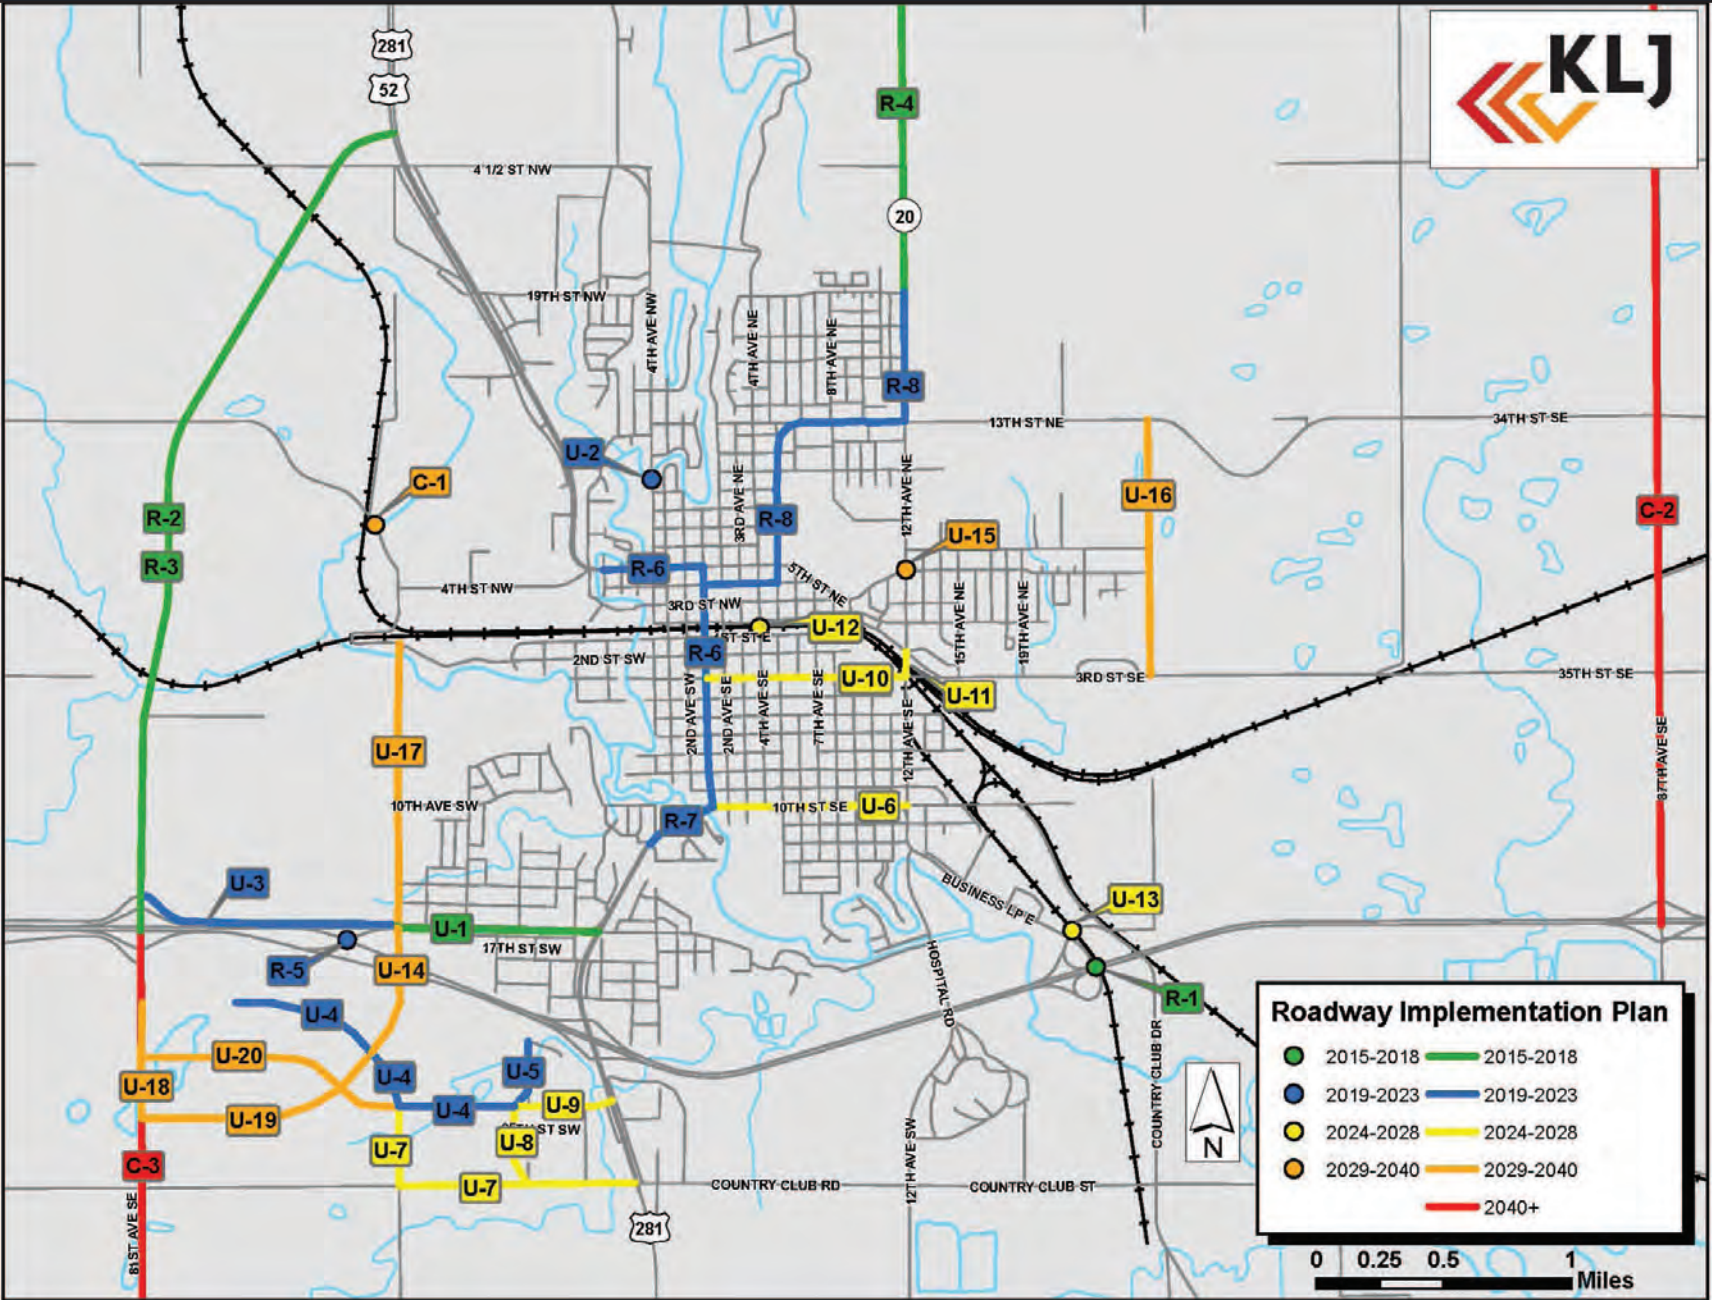 KLJ
281
52
R-4
4 1/2 ST NW
20
19TH ST NW
4TH AVE NW
4TH AVE NE
8TH AVE NE
R-8
13TH ST NE
34TH ST SE
U-2
C-1
3RD AVE NE
12TH AVE NE
U-16
C-2
R-2
R-8
U-15
R-3
R-6
5TH ST NE
4TH ST NW
3RD ST NW
15TH AVE NE
19TH AVE NE
U-12
1ST ST E
R-6
2ND ST SW
U-10
3RD ST SE
35TH ST SE
U-11
2ND AVE SW
2ND AVE SE
4TH AVE SE
7TH AVE SE
12TH AVE SE
87TH AVE SE
U-17
10TH AVE SW
10TH ST SE
U-6
R-7
U-3
BUSINESS LP E
U-13
U-1
17TH ST SW
R-5
U-14
HOSPITAL RD
R-1
U-4
U-20
U-4
U-5
U-18
U-19
U-4
U-9
ST SW
U-8
U-7
C-3
U-7
COUNTRY CLUB RD
COUNTRY CLUB ST
12TH AVE SW
COUNTRY CLUB DR
81ST AVE SE
281
N
Roadway Implementation Plan
2015-2018 2015-2018
2019-2023 2019-2023
2024-2028 2024-2028
2029-2040 2029-2040
2040+
0 0.25 0.5 1
Miles